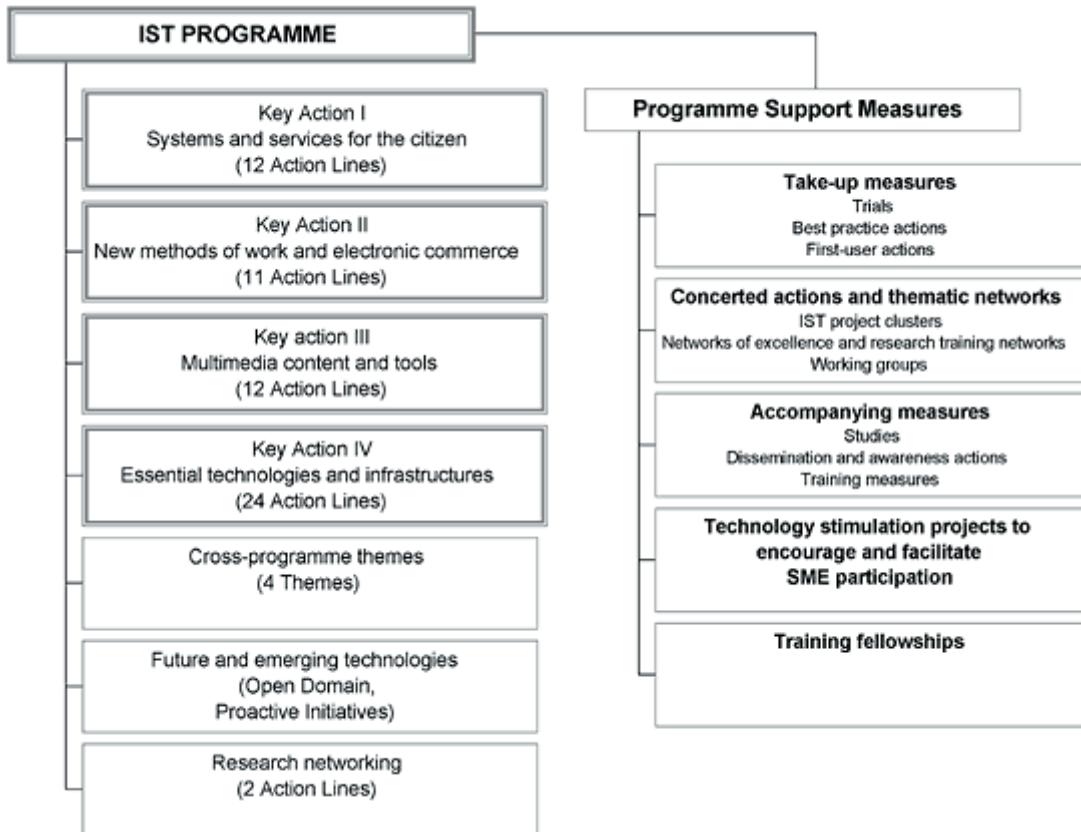 IST PROGRAMME
Key Action I
Systems and services for the citizen
(12 Action Lines)
Key Action II
New methods of work and electronic commerce
(11 Action Lines)
Key action III
Multimedia content and tools
(12 Action Lines)
Key Action IV
Essential technologies and infrastructures
(24 Action Lines)
Cross-programme themes
(4 Themes)
Future and emerging technologies
(Open Domain,
Proactive Initiatives)
Research networking
(2 Action Lines)
Programme Support Measures
Take-up measures
Trials
Best practice actions
First-user actions
Concerted actions and thematic networks
IST project clusters
Networks of excellence and research training networks
Working groups
Accompanying measures
Studies
Dissemination and awareness actions
Training measures
Technology stimulation projects to
encourage and facilitate
SME participation
Training fellowships